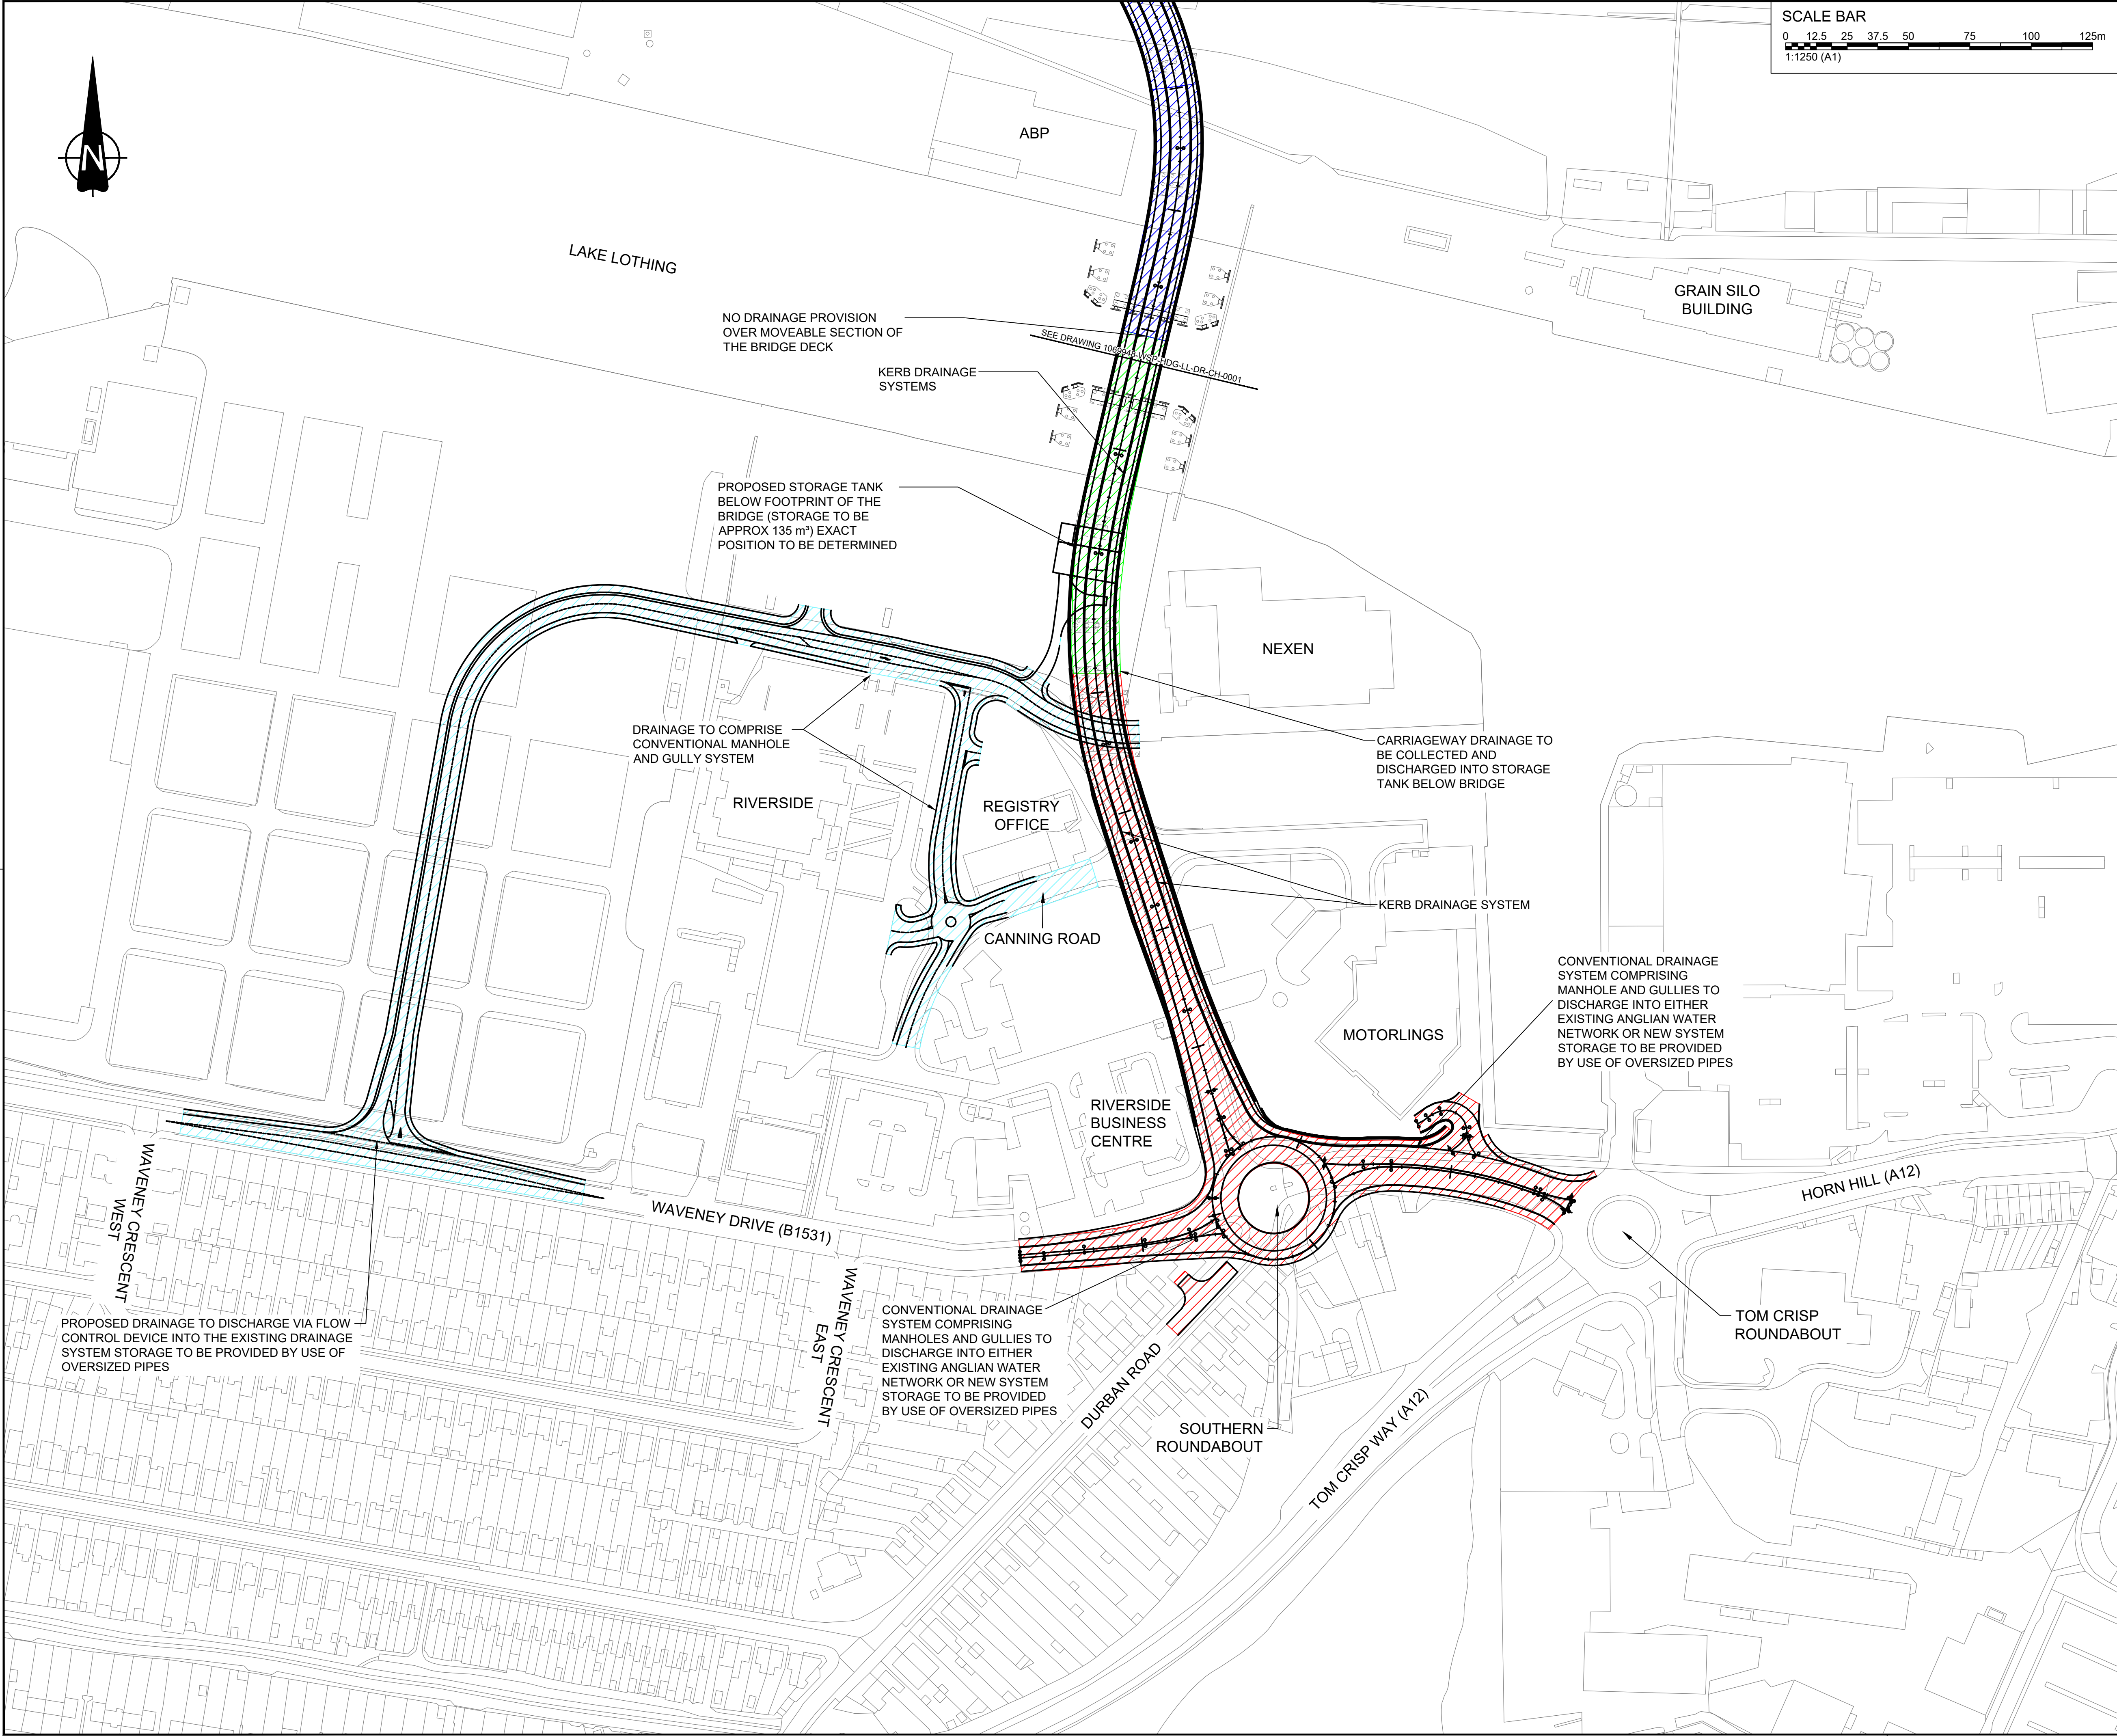 SCALE BAR
0 12.5 25 37.5 50 75 100 125m
1:1250 (A1)
N
ABP
LAKE LOTHING
GRAIN SILO
BUILDING
NO DRAINAGE PROVISION
OVER MOVEABLE SECTION OF
THE BRIDGE DECK
SEE DRAWING 1069948-WSP-HDG-LL-DR-CH-0001
KERB DRAINAGE
SYSTEMS
PROPOSED STORAGE TANK
BELOW FOOTPRINT OF THE
BRIDGE (STORAGE TO BE
APPROX 135 m³) EXACT
POSITION TO BE DETERMINED
NEXEN
DRAINAGE TO COMPRISE
CONVENTIONAL MANHOLE
AND GULLY SYSTEM
CARRIAGEWAY DRAINAGE TO
BE COLLECTED AND
DISCHARGED INTO STORAGE
TANK BELOW BRIDGE
RIVERSIDE
REGISTRY
OFFICE
KERB DRAINAGE SYSTEM
CANNING ROAD
CONVENTIONAL DRAINAGE
SYSTEM COMPRISING
MANHOLE AND GULLIES TO
DISCHARGE INTO EITHER
EXISTING ANGLIAN WATER
NETWORK OR NEW SYSTEM
STORAGE TO BE PROVIDED
BY USE OF OVERSIZED PIPES
MOTORLINGS
RIVERSIDE
BUSINESS
CENTRE
WAVENEY CRESCENT
WEST
WAVENEY DRIVE (B1531)
HORN HILL (A12)
WAVENEY CRESCENT
EAST
PROPOSED DRAINAGE TO DISCHARGE VIA FLOW
CONTROL DEVICE INTO THE EXISTING DRAINAGE
SYSTEM STORAGE TO BE PROVIDED BY USE OF
OVERSIZED PIPES
CONVENTIONAL DRAINAGE
SYSTEM COMPRISING
MANHOLES AND GULLIES TO
DISCHARGE INTO EITHER
EXISTING ANGLIAN WATER
NETWORK OR NEW SYSTEM
STORAGE TO BE PROVIDED
BY USE OF OVERSIZED PIPES
TOM CRISP
ROUNDABOUT
DURBAN ROAD
SOUTHERN
ROUNDABOUT
TOM CRISP WAY (A12)